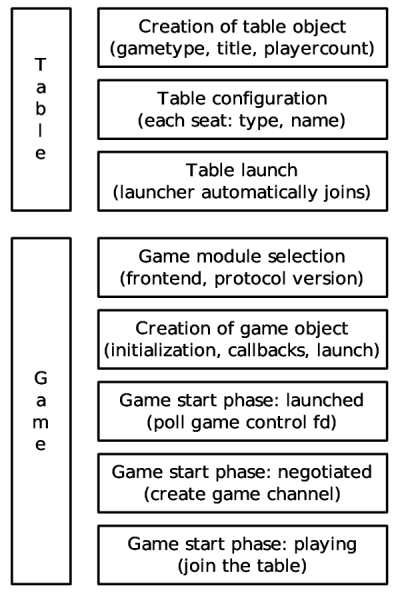 Table
Creation of table object
(gametype, title, playercount)
Table configuration
(each seat: type, name)
Table launch
(launcher automatically joins)
Game
Game module selection
(frontend, protocol version)
Creation of game object
(initialization, callbacks, launch)
Game start phase: launched
(poll game control fd)
Game start phase: negotiated
(create game channel)
Game start phase: playing
(join the table)